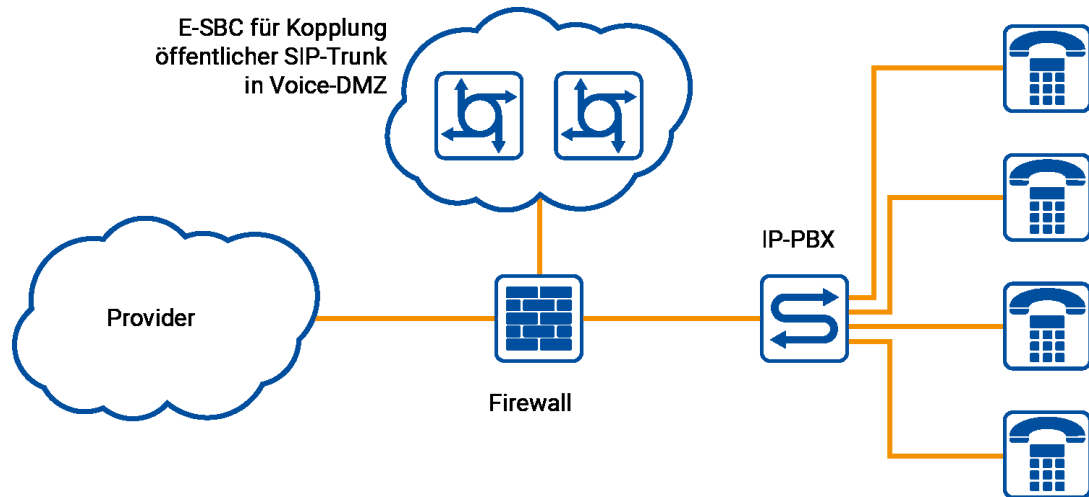 E-SBC für Kopplung
öffentlicher SIP-Trunk
in Voice-DMZ
IP-PBX
Provider
Firewall